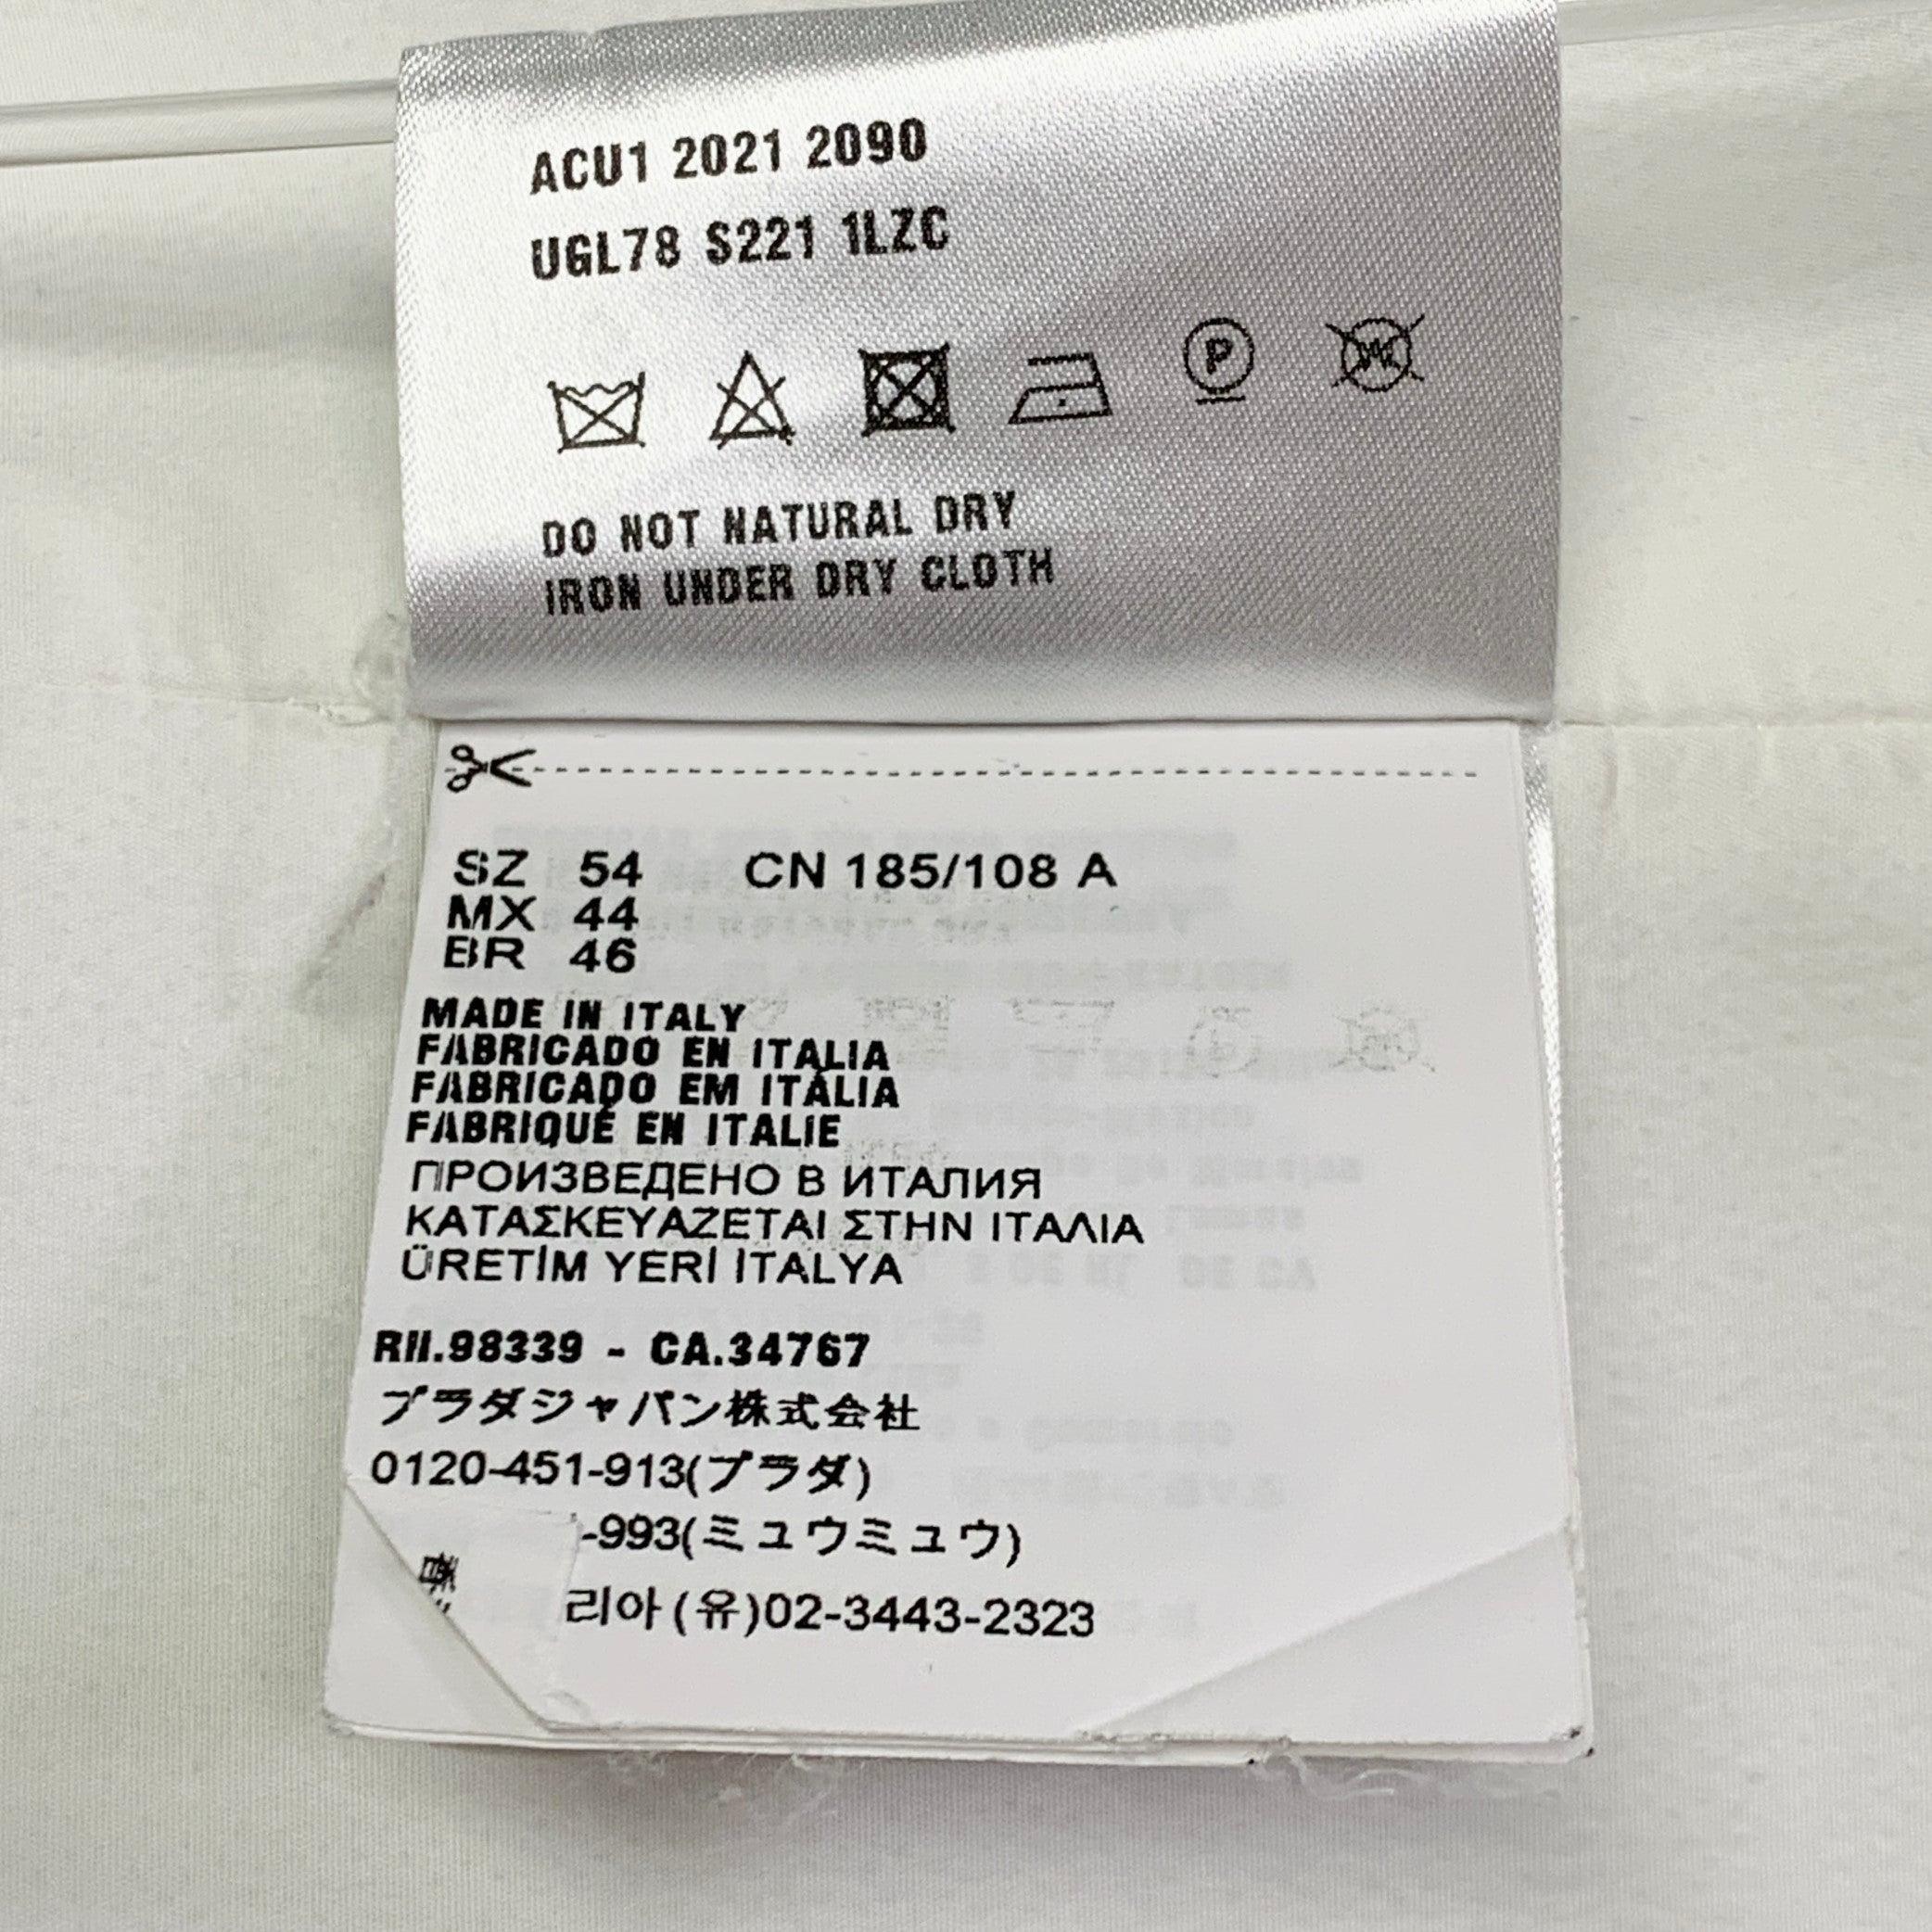 ACU1 2021 2090
UGL78 S221 1LZC
P
DO NOT NATURAL DRY
IRON UNDER DRY CLOTH
SZ 54 CN 185/108 A
MX 44
BR 46
MADE IN ITALY
FABRICADO EN ITALIA
FABRICADO EM ITÁLIA
FABRIQUÉ EN ITALIE
ПРОИЗВЕДЕНО В ИТАЛИЯ
ΚΑΤΑΣΚΕΥΑΖΕΤΑΙ ΣΤΗΝ ΙΤΑΛΙΑ
ÜRETİM YERİ İTALYA
RN.98339 - CA.34767
プラダジャパン株式会社
0120-451-913(プラダ)
-993(ミュウミュウ)
리아(유)02-3443-2323